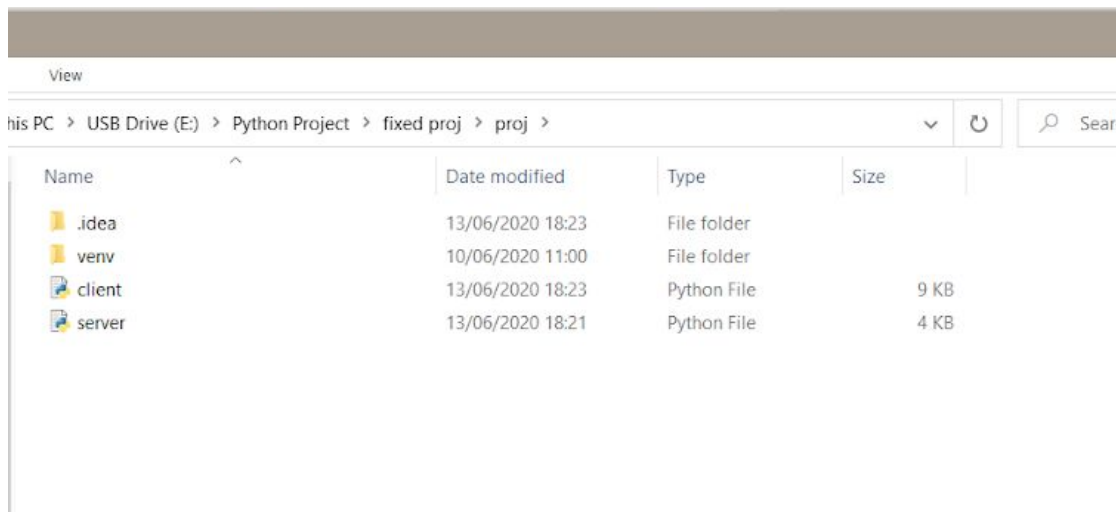 View
his PC > USB Drive (E:) > Python Project > fixed proj > proj >
Sear
Name Date modified Type Size
.idea 13/06/2020 18:23 File folder
venv 10/06/2020 11:00 File folder
client 13/06/2020 18:23 Python File 9 KB
server 13/06/2020 18:21 Python File 4 KB